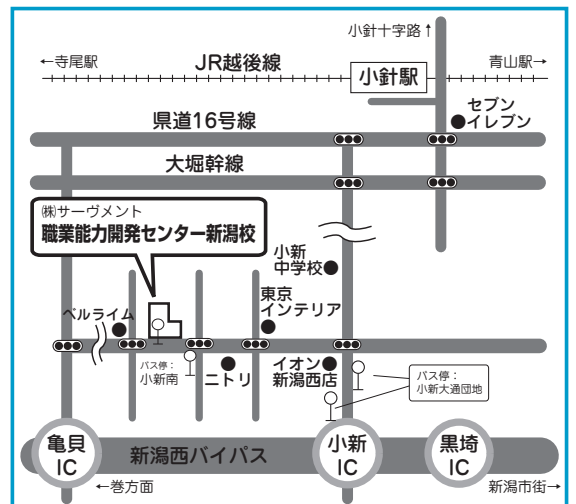 小針十字路↑
←寺尾駅
JR越後線
青山駅→
小針駅
セブン
イレブン
県道16号線
大堀幹線
㈱サーヴメント
職業能力開発センター新潟校
小新
中学校
東京
インテリア
ベルライム
バス停：
小新南
ニトリ
イオン
新潟西店
バス停：
小新大通団地
亀貝
IC
新潟西バイパス
小新
IC
黒埼
IC
←巻方面
新潟市街→